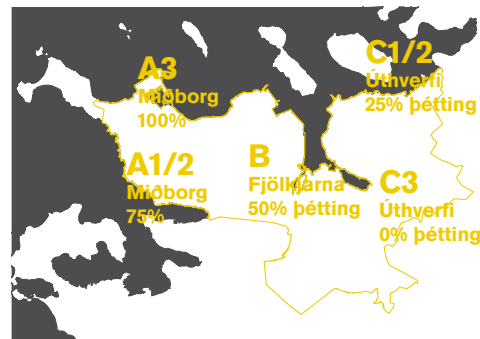 A3
Miðborg
100%
C1/2
Úthverfi
25% þétting
A1/2
Miðborg
75%
B
Fjölkjarna
50% þétting
C3
Úthverfi
0% þétting